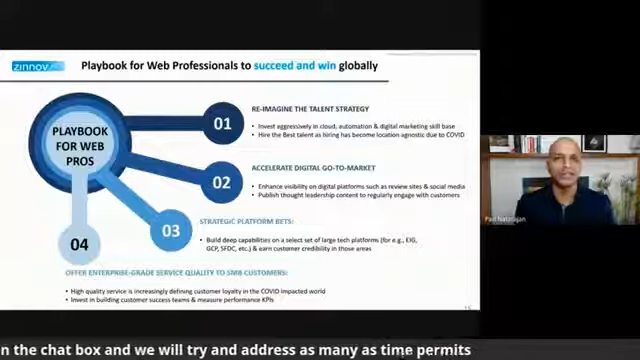 zinnov
Playbook for Web Professionals to succeed and win globally
PLAYBOOK
FOR WEB
PROS
01
RE-IMAGINE THE TALENT STRATEGY
• Invest aggressively in cloud, automation & digital marketing skill base
• Hire the Best talent as hiring has become location agnostic due to COVID
02
ACCELERATE DIGITAL GO-TO-MARKET
• Enhance visibility on digital platforms such as review sites & social media
• Publish thought leadership content to regularly engage with customers
03
STRATEGIC PLATFORM BETS:
• Build deep capabilities on a select set of large tech platforms (for e.g., EIG,
GCP, SFDC, etc.) & earn customer credibility in those areas
04
OFFER ENTERPRISE-GRADE SERVICE QUALITY TO SMB CUSTOMERS:
• High quality service is increasingly defining customer loyalty in the COVID impacted world
• Invest in building customer success teams & measure performance KPIs
Pari Natarajan
n the chat box and we will try and address as many as time permits